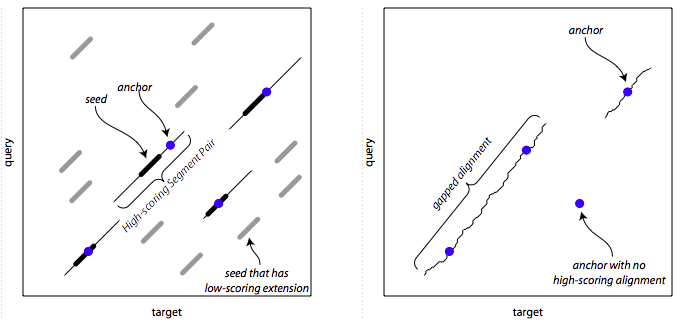 anchor
seed
query
High-scoring Segment Pair
seed that has
low-scoring extension
target
anchor
query
gapped alignment
anchor with no
high-scoring alignment
target